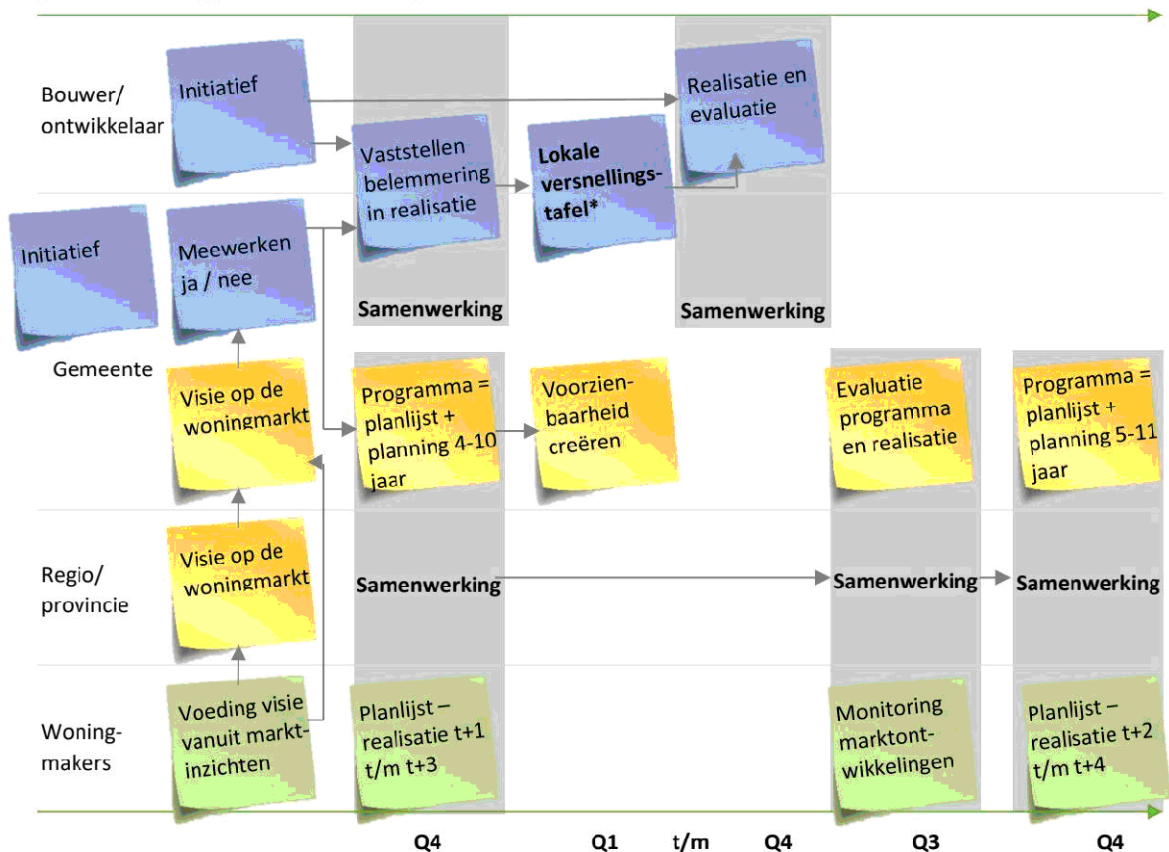 Bouwer/
ontwikkelaar
Initiatief
Vaststellen
belemmering
in realisatie
Lokale
versnellings-
tafel*
Realisatie en
evaluatie
Initiatief
Meewerken
ja / nee
Samenwerking
Samenwerking
Gemeente
Visie op de
woningmarkt
Programma =
planlijst +
planning 4-10
jaar
Voorzien-
baarheid
creëren
Evaluatie
programma
en realisatie
Programma =
planlijst +
planning 5-11
jaar
Regio/
provincie
Visie op de
woningmarkt
Samenwerking
Samenwerking
Samenwerking
Woning-
makers
Voeding visie
vanuit markt-
inzichten
Planlijst –
realisatie t+1
t/m t+3
Monitoring
marktont-
wikkelingen
Planlijst –
realisatie t+2
t/m t+4
Q4 Q1 t/m Q4 Q3 Q4